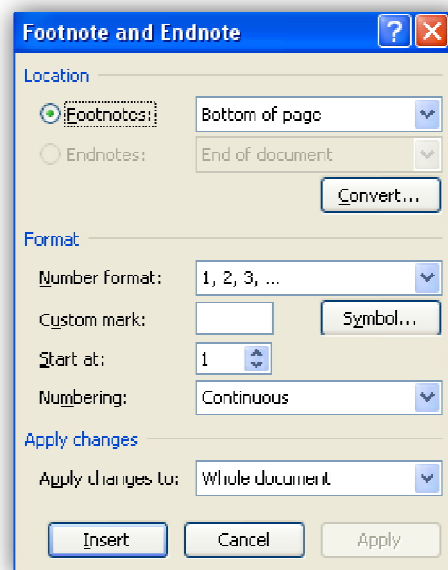 Footnote and Endnote
Location
Footnotes: Bottom of page
Endnotes: End of document
Convert...
Format
Number format: 1, 2, 3, ...
Custom mark: Symbol...
Start at: 1
Numbering: Continuous
Apply changes
Apply changes to: Whole document
Insert Cancel Apply